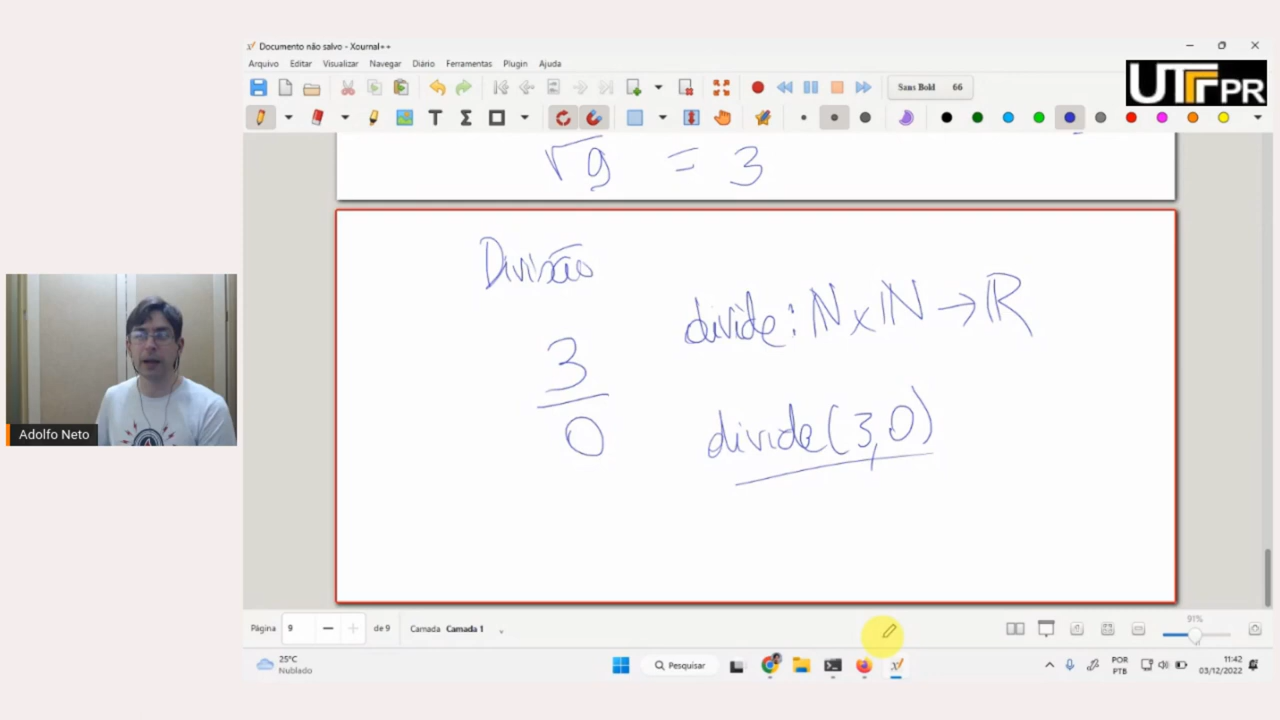 Documento não salvo - Xournal++
Arquivo Editar Visualizar Navegar Diário Ferramentas Plugin Ajuda
Sans Bold 66
UTFPR
√9 = 3
Divisão
divide: ℕ x ℕ → ℝ
3
0
divide(3,0)
Adolfo Neto
Página 9 de 9 Camada Camada 1
91%
25°C
Nublado
Pesquisar
POR
PTB
11:42
03/12/2022